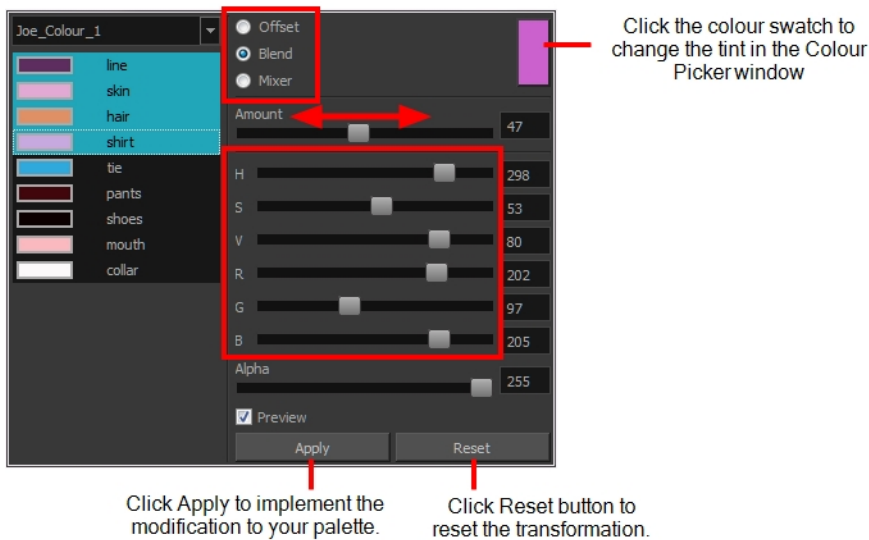 Joe_Colour_1
line
skin
hair
shirt
tie
pants
shoes
mouth
collar
Offset
Blend
Mixer
Amount
47
H
298
S
53
V
80
R
202
G
97
B
205
Alpha
255
Preview
Apply
Reset
Click the colour swatch to
change the tint in the Colour
Picker window
Click Apply to implement the
modification to your palette.
Click Reset button to
reset the transformation.